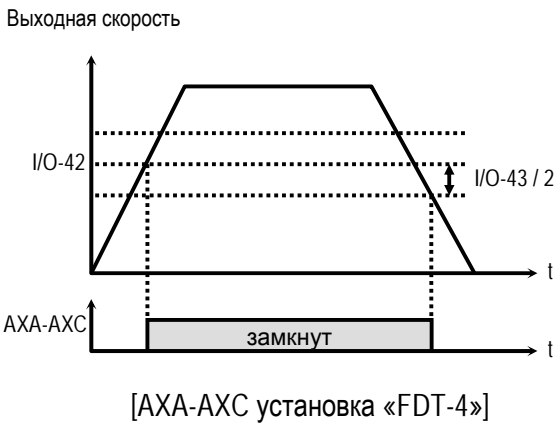 Выходная скорость
I/O-42
I/O-43 / 2
t
AXA-AXC
замкнут
t
[AXA-AXC установка «FDT-4»]